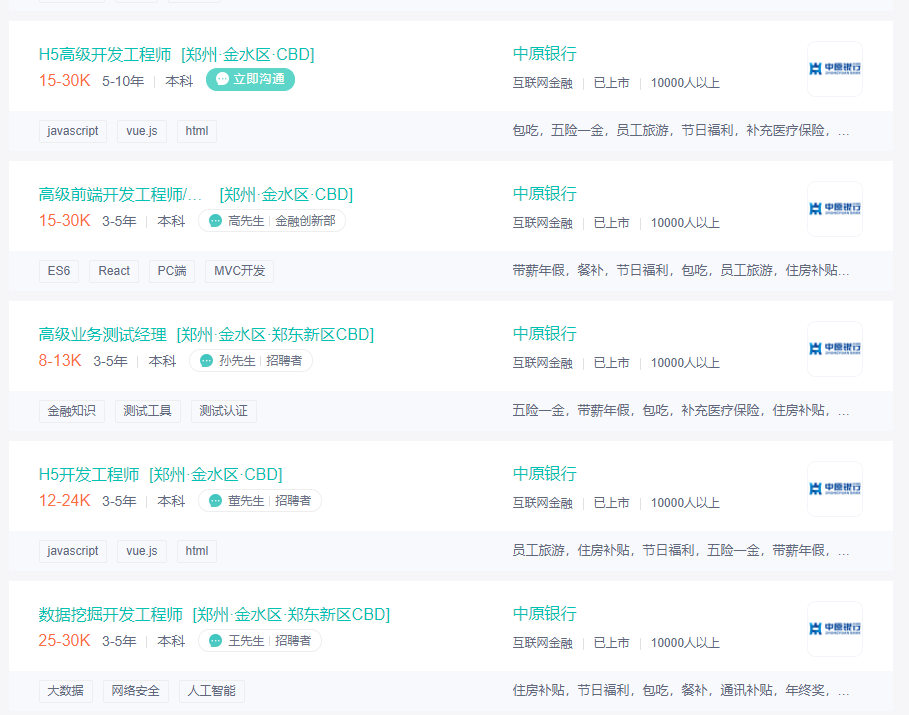 H5高级开发工程师 [郑州·金水区·CBD]
中原银行
15-30K 5-10年 本科 立即沟通
互联网金融 已上市 10000人以上
中原银行
javascript vue.js html
包吃，五险一金，员工旅游，节日福利，补充医疗保险，...
高级前端开发工程师/... [郑州·金水区·CBD]
中原银行
15-30K 3-5年 本科 高先生 金融创新部
互联网金融 已上市 10000人以上
中原银行
ES6 React PC端 MVC开发
带薪年假，餐补，节日福利，包吃，员工旅游，住房补贴...
高级业务测试经理 [郑州·金水区·郑东新区CBD]
中原银行
8-13K 3-5年 本科 孙先生 招聘者
互联网金融 已上市 10000人以上
中原银行
金融知识 测试工具 测试认证
五险一金，带薪年假，包吃，补充医疗保险，住房补贴，...
H5开发工程师 [郑州·金水区·CBD]
中原银行
12-24K 3-5年 本科 董先生 招聘者
互联网金融 已上市 10000人以上
中原银行
javascript vue.js html
员工旅游，住房补贴，节日福利，五险一金，带薪年假，...
数据挖掘开发工程师 [郑州·金水区·郑东新区CBD]
中原银行
25-30K 3-5年 本科 王先生 招聘者
互联网金融 已上市 10000人以上
中原银行
大数据 网络安全 人工智能
住房补贴，节日福利，包吃，餐补，通讯补贴，年终奖，...